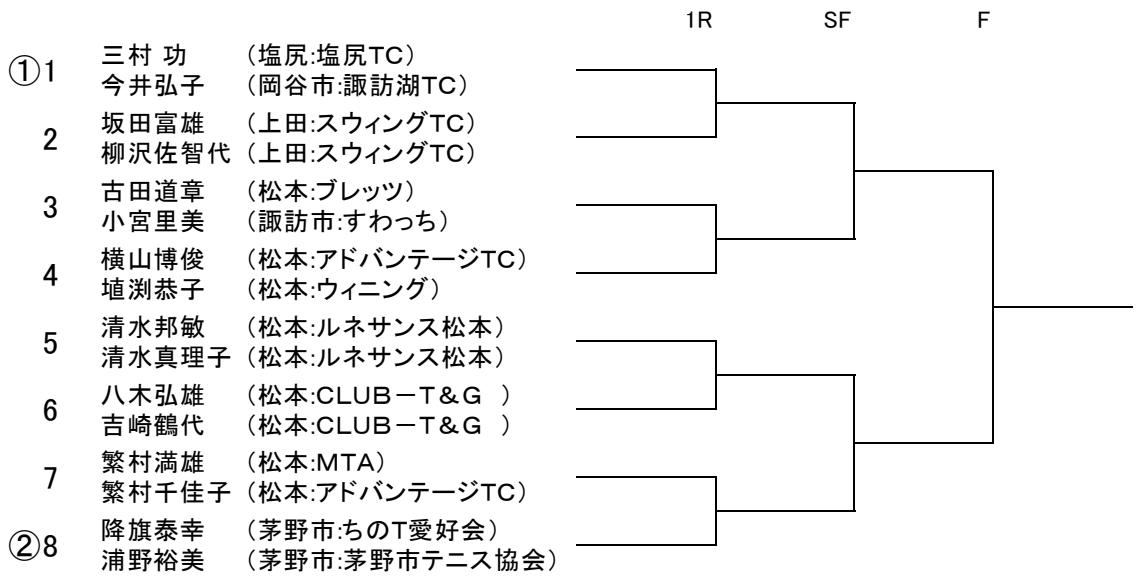 1R SF F
三村 功 （塩尻:塩尻TC）
①1
今井弘子 （岡谷市:諏訪湖TC）
坂田富雄 （上田:スウィングTC）
2
柳沢佐智代 （上田:スウィングTC）
古田道章 （松本:ブレッツ）
3
小宮里美 （諏訪市:すわっち）
横山博俊 （松本:アドバンテージTC）
4
埴渕恭子 （松本:ウィニング）
清水邦敏 （松本:ルネサンス松本）
5
清水真理子 （松本:ルネサンス松本）
八木弘雄 （松本:CLUB－T＆G ）
6
吉崎鶴代 （松本:CLUB－T＆G ）
繁村満雄 （松本:MTA）
7
繁村千佳子 （松本:アドバンテージTC）
降旗泰幸 （茅野市:ちのT愛好会）
②8
浦野裕美 （茅野市:茅野市テニス協会）